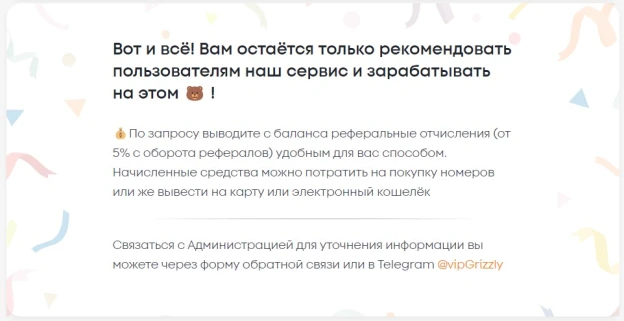 Вот и всё! Вам остаётся только рекомендовать
пользователям наш сервис и зарабатывать
на этом 🐻 !
💰По запросу выводите с баланса реферальные отчисления (от
5% с оборота рефералов) удобным для вас способом.
Начисленные средства можно потратить на покупку номеров
или же вывести на карту или электронный кошелёк
Связаться с Администрацией для уточнения информации вы
можете через форму обратной связи или в Telegram @vipGrizzly